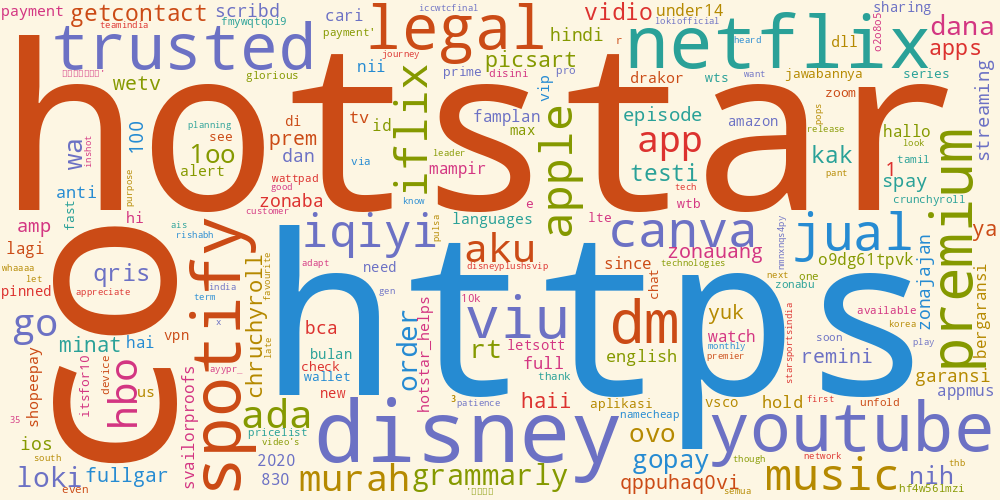 payment
getcontact
scribd
fmywqtqoi9
teamindia
cari
payment'
legal
iccwtcfinal
journey
hindi
picsart
vidio
r
under14
lokiofficial
netflix
heard
sharing
o2o8o5
dana
apps
trusted
wetv
glorious
nii
prime
disini
vip
pro
drakor
wts
want
dll
jawabannya
series
zoom
streaming
hotstar
wa
inshot
100
planning
1oo
see
alert
di
prem
dan
tv
id
via
iflix
famplan
max
leader
mampir
know
apple
episode
app
testi
tech
wtb
amazon
pops
release
kak
pant
hallo
look
tamil
1
spay
crunchyroll
premium
anti
fast
purpose
hi
ais
rishabh
wattpad
good
zonaba
customer
iqiyi
pulsa
languages
e
lte
aku
disneyplushsvip
canva
zonauang
since
technologies
nmnxnqs4py
jual
o9dg61tpvk
next
one
zonabu
zonajajan
ya
amp
lagi
whaaaa
let
pinned
appreciate
qris
co
spotify
india
term
x
favourite
chruchyroll
late
https
adapt
need
gen
10k
viu
chat
dm
yuk
watch
monthly
premier
starsportsindia
available
korea
soon
play
remini
bergaransi
garansi
appmus
go
minat
hai
vpn
us
device
hbo
itsfor10
shopeepay
svailorproofs
ayypr_
bca
bulan
check
wallet
new
order
hotstar_helps
rt
letsott
full
thank
english
haii
aplikasi
3
patience
namecheap
vsco
hold
first
unfold
35
ios
south
loki
even
fullgar
ada
pricelist
video's
2020
830
disney
murah
grammarly
ovo
gopay
qppuhaq0vi
semua
youtube
though
network
music
nih
thb
hf4w56lmzi